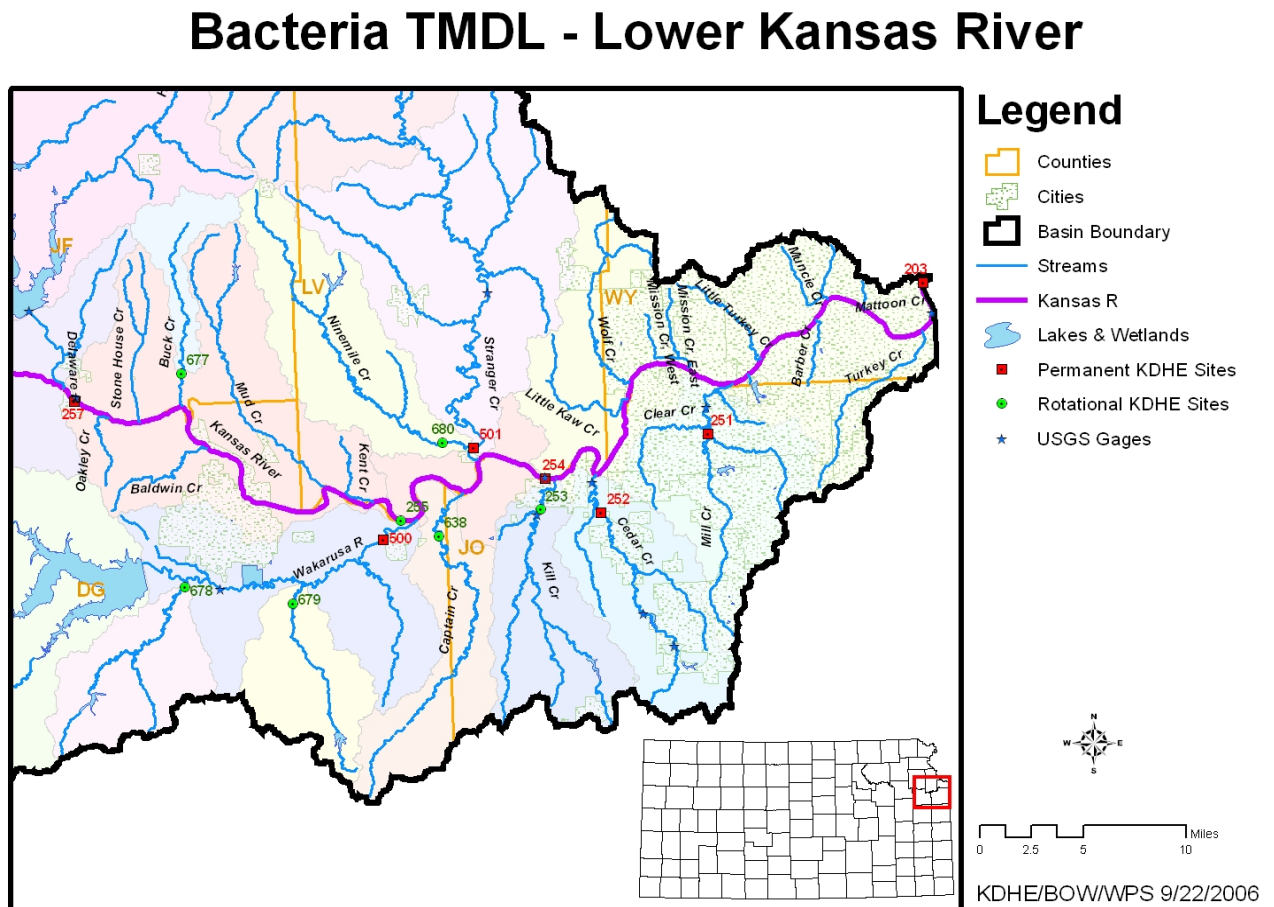 Bacteria TMDL - Lower Kansas River
Legend
Counties
Cities
Basin Boundary
Streams
Kansas R
Lakes & Wetlands
Permanent KDHE Sites
Rotational KDHE Sites
USGS Gages
JF
LV
WY
DG
JO
Delaware
Stone House Cr
Buck Cr
Mud Cr
Ninemile Cr
Stranger Cr
Wolf Cr
Mission Cr, West
Mission Cr, East
Little Turkey Cr
Muncie Cr
Mattoon Cr
Barber Cr
Turkey Cr
Clear Cr
Little Kaw Cr
Kansas River
Kent Cr
Oakley Cr
Baldwin Cr
Wakarusa R
Captain Cr
Kill Cr
Cedar Cr
Mill Cr
203
677
257
680
501
251
254
253
252
255
638
500
678
679
N
W
E
S
Miles
0
2.5
5
10
KDHE/BOW/WPS 9/22/2006